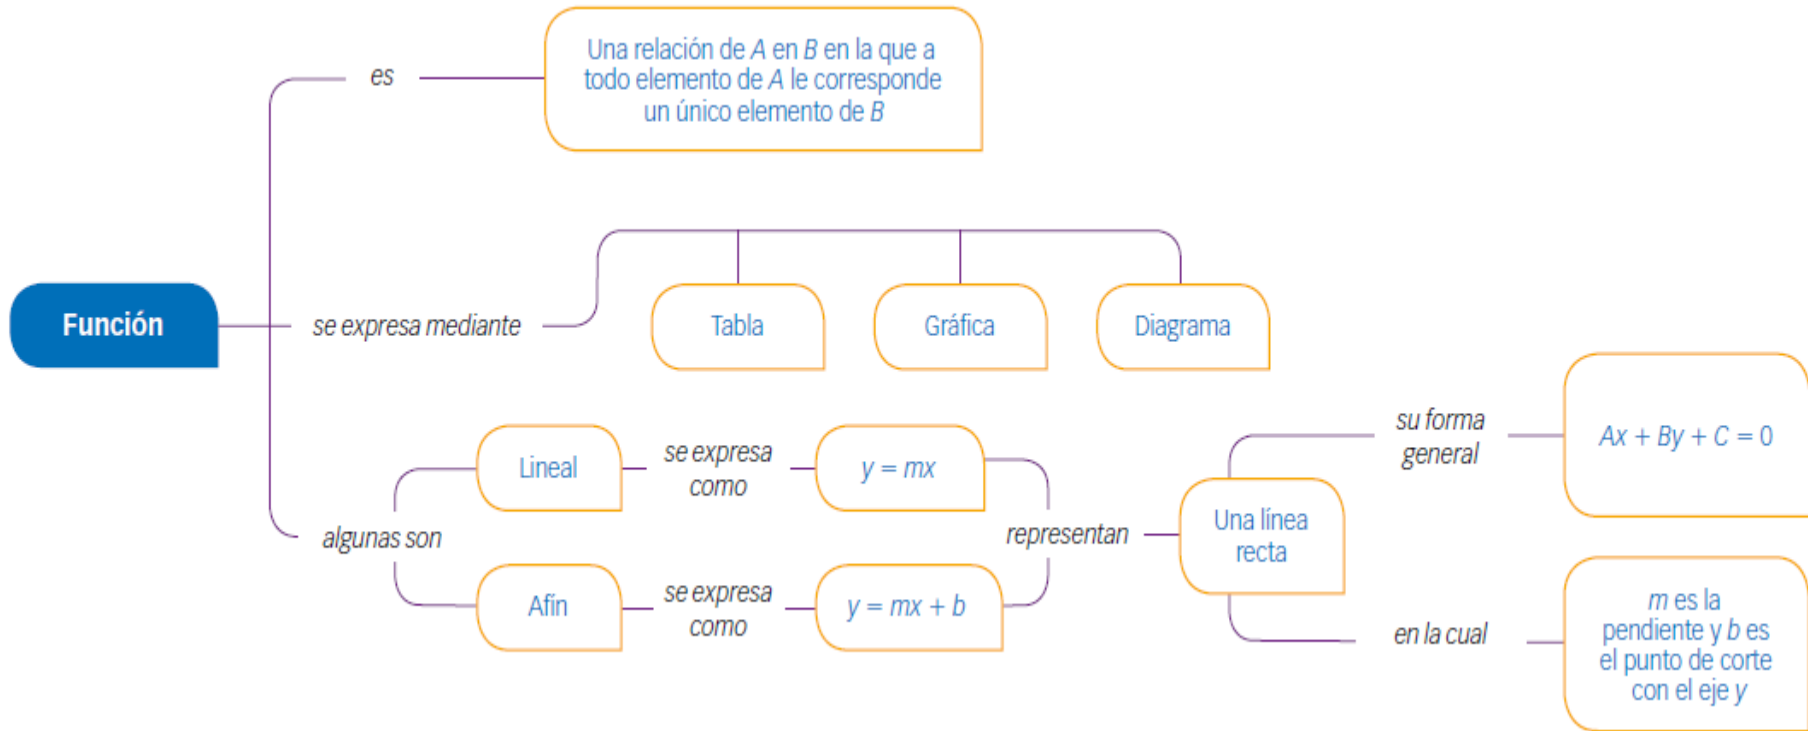 Función
es
Una relación de A en B en la que a
todo elemento de A le corresponde
un único elemento de B
se expresa mediante
Tabla
Gráfica
Diagrama
algunas son
Lineal
se expresa
como
y = mx
Afín
se expresa
como
y = mx + b
representan
Una línea
recta
su forma
general
Ax + By + C = 0
en la cual
m es la
pendiente y b es
el punto de corte
con el eje y